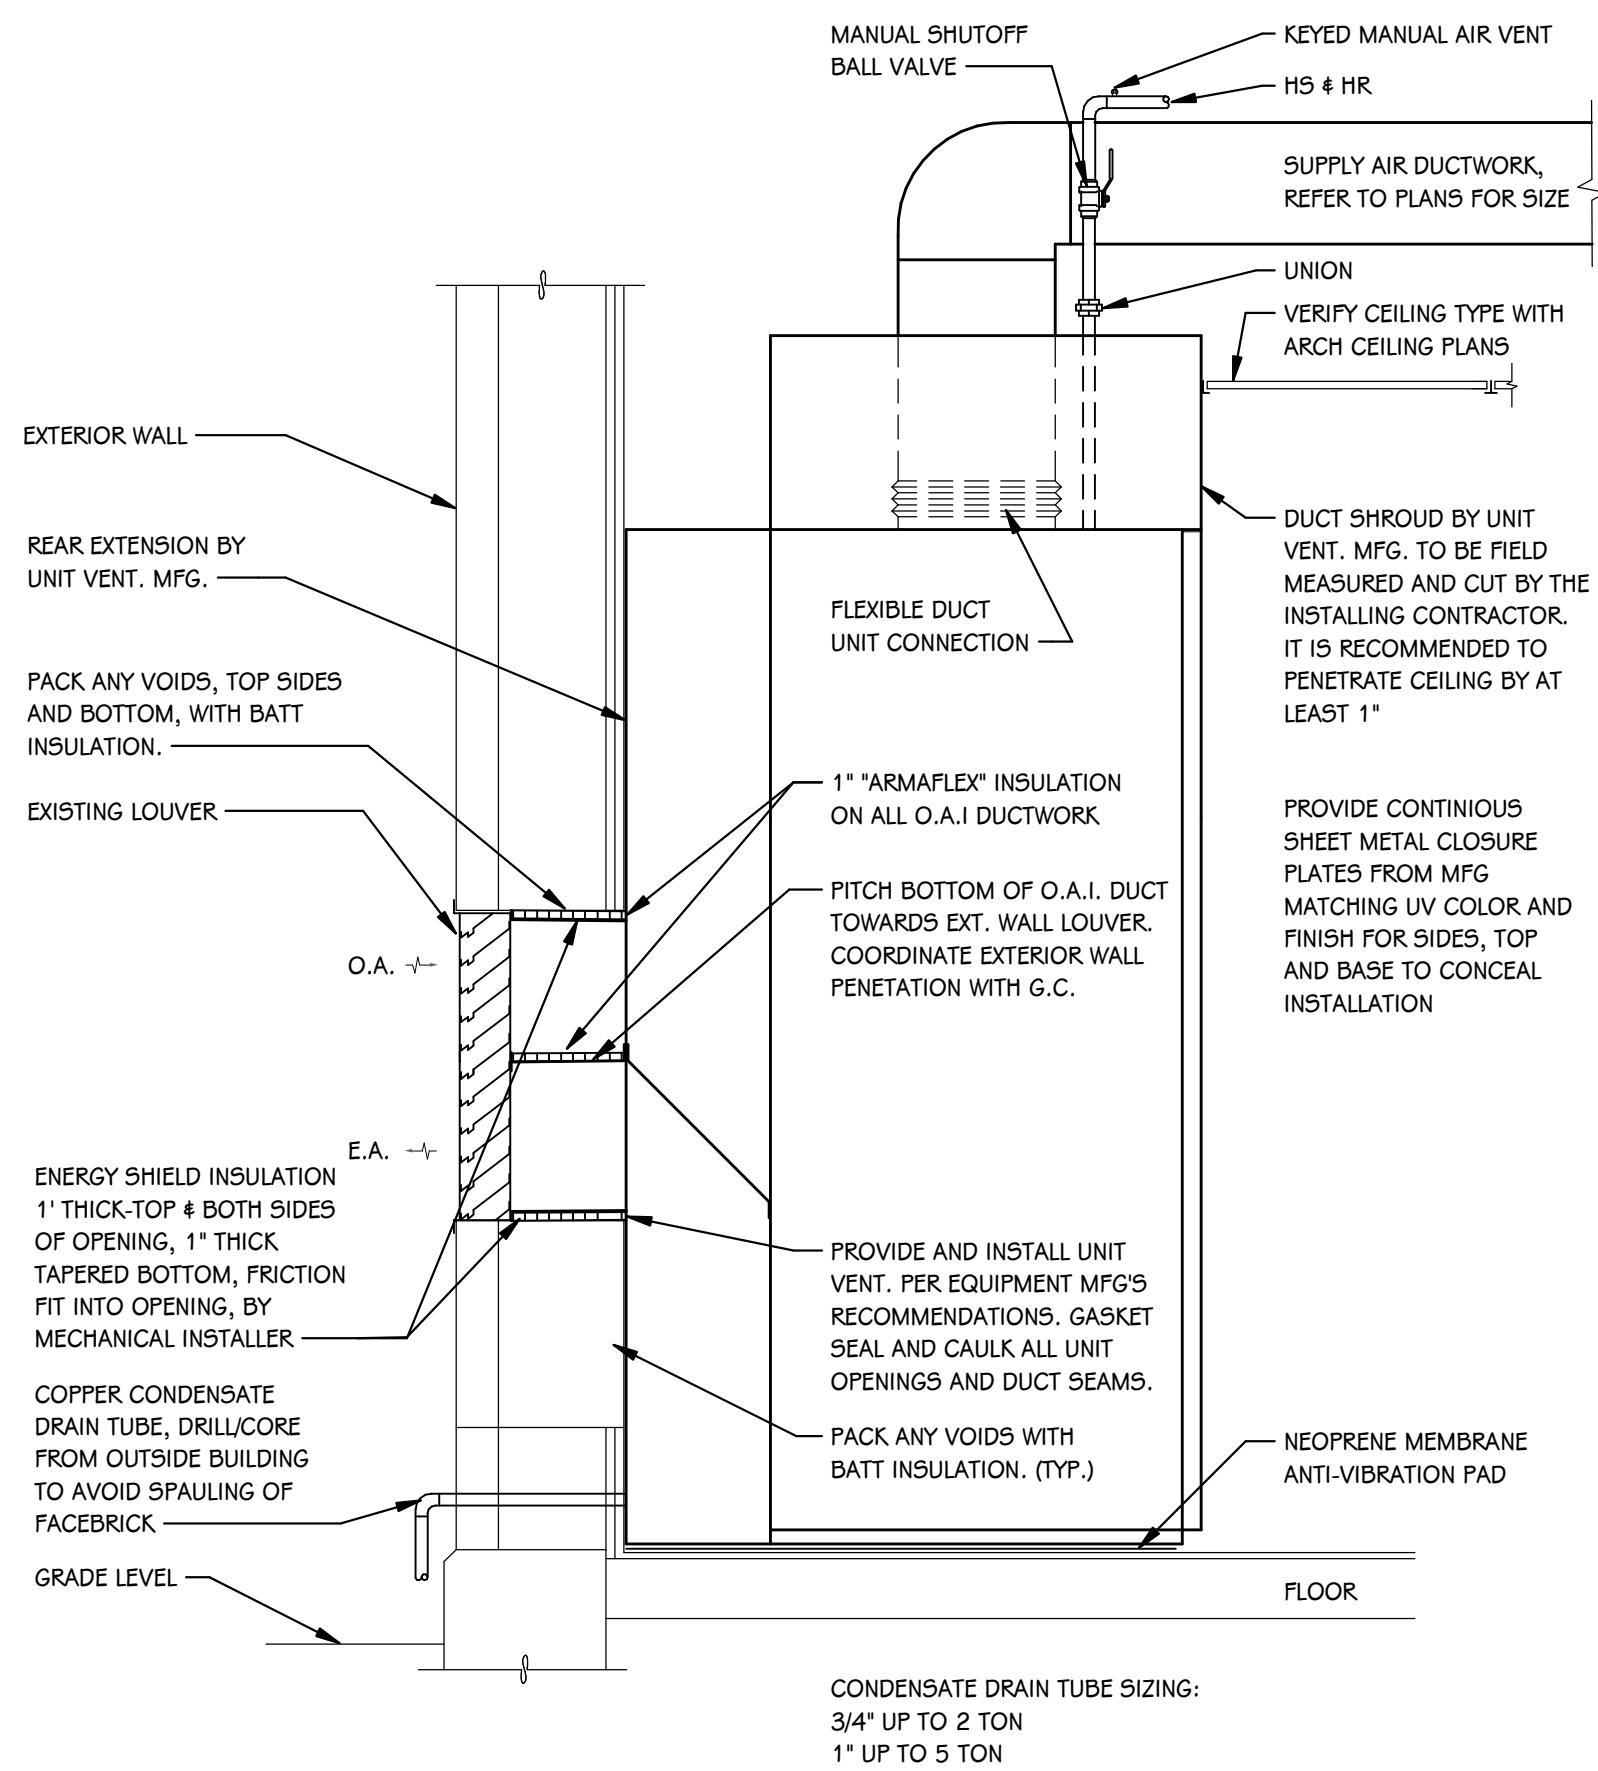 MANUAL SHUTOFF
BALL VALVE
KEYED MANUAL AIR VENT
HS & HR
SUPPLY AIR DUCTWORK,
REFER TO PLANS FOR SIZE
UNION
VERIFY CEILING TYPE WITH
ARCH CEILING PLANS
EXTERIOR WALL
REAR EXTENSION BY
UNIT VENT. MFG.
DUCT SHROUD BY UNIT
VENT. MFG. TO BE FIELD
MEASURED AND CUT BY THE
INSTALLING CONTRACTOR.
IT IS RECOMMENDED TO
PENETRATE CEILING BY AT
LEAST 1"
FLEXIBLE DUCT
UNIT CONNECTION
PACK ANY VOIDS, TOP SIDES
AND BOTTOM, WITH BATT
INSULATION.
EXISTING LOUVER
1" "ARMAFLEX" INSULATION
ON ALL O.A.I DUCTWORK
PROVIDE CONTINIOUS
SHEET METAL CLOSURE
PLATES FROM MFG
MATCHING UV COLOR AND
FINISH FOR SIDES, TOP
AND BASE TO CONCEAL
INSTALLATION
PITCH BOTTOM OF O.A.I. DUCT
TOWARDS EXT. WALL LOUVER.
COORDINATE EXTERIOR WALL
PENETATION WITH G.C.
O.A.
E.A.
ENERGY SHIELD INSULATION
1' THICK-TOP & BOTH SIDES
OF OPENING, 1" THICK
TAPERED BOTTOM, FRICTION
FIT INTO OPENING, BY
MECHANICAL INSTALLER
PROVIDE AND INSTALL UNIT
VENT. PER EQUIPMENT MFG'S
RECOMMENDATIONS. GASKET
SEAL AND CAULK ALL UNIT
OPENINGS AND DUCT SEAMS.
COPPER CONDENSATE
DRAIN TUBE, DRILL/CORE
FROM OUTSIDE BUILDING
TO AVOID SPAULING OF
FACEBRICK
PACK ANY VOIDS WITH
BATT INSULATION. (TYP.)
NEOPRENE MEMBRANE
ANTI-VIBRATION PAD
GRADE LEVEL
FLOOR
CONDENSATE DRAIN TUBE SIZING:
3/4" UP TO 2 TON
1" UP TO 5 TON